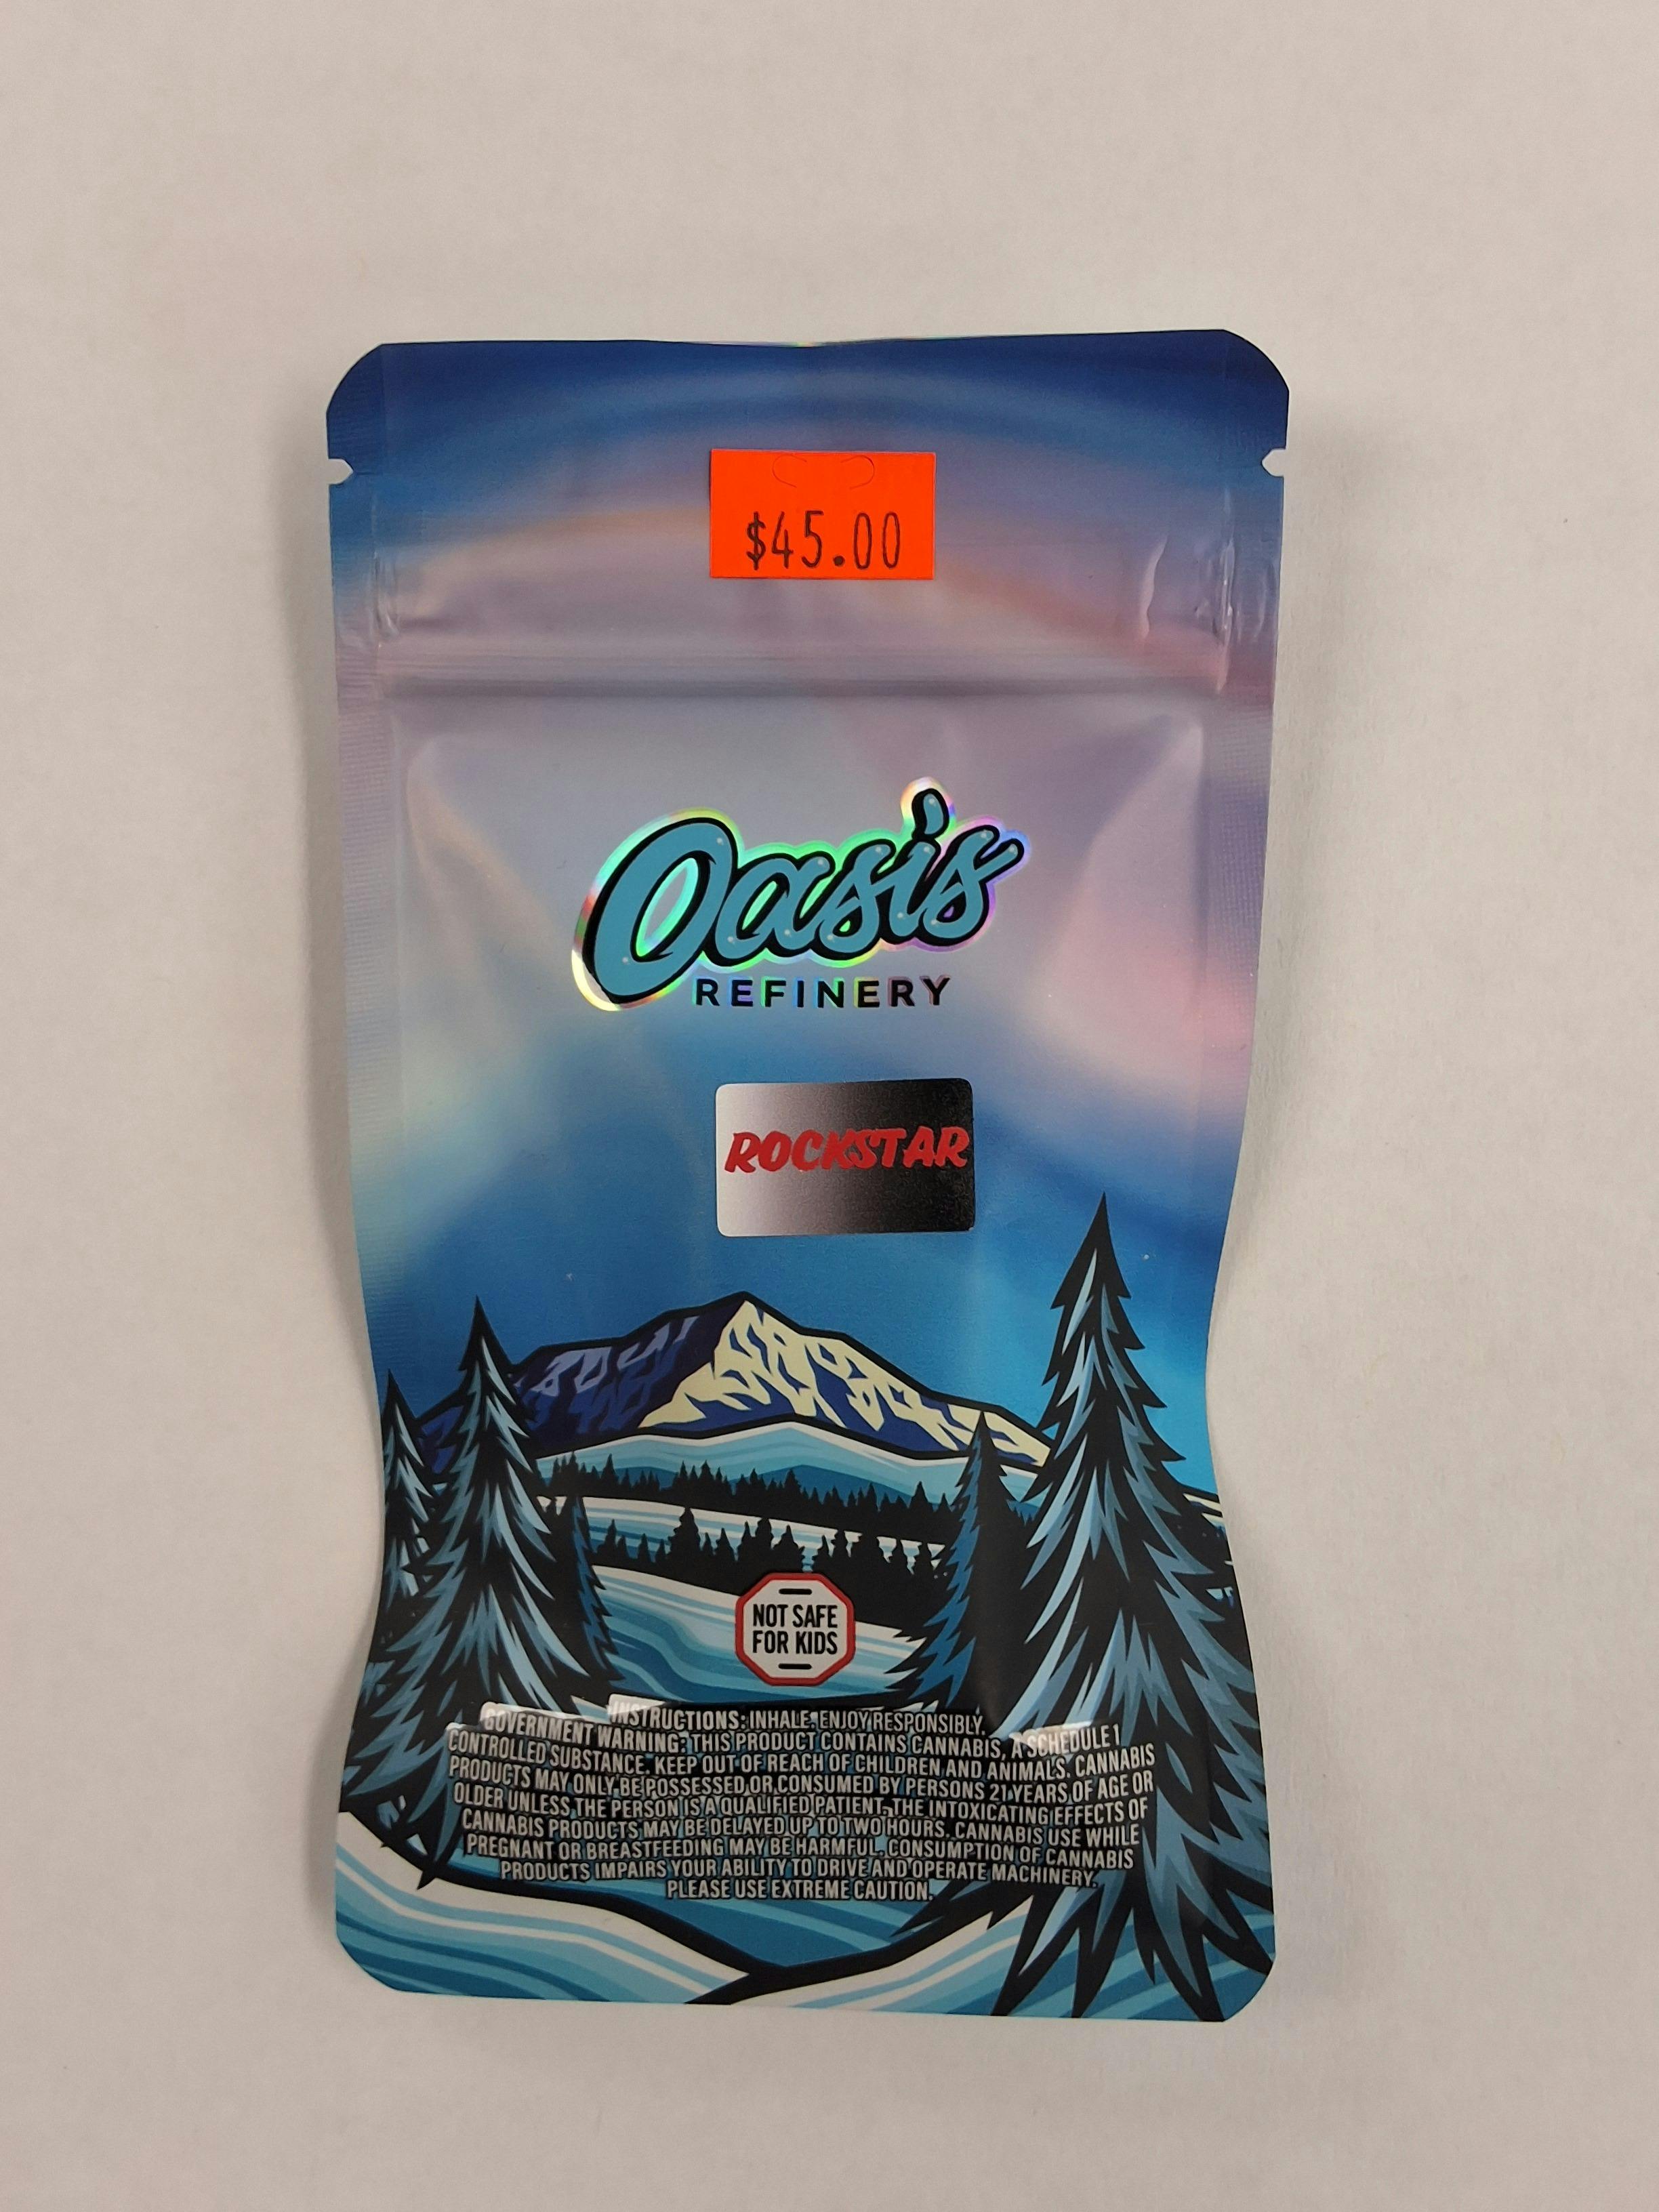 $45.00
Oasis
REFINERY
ROCKSTAR
NOT SAFE
FOR KIDS
INSTRUCTIONS: INHALE. ENJOY RESPONSIBLY.
GOVERNMENT WARNING: THIS PRODUCT CONTAINS CANNABIS, A SCHEDULE 1
CONTROLLED SUBSTANCE. KEEP OUT OF REACH OF CHILDREN AND ANIMALS. CANNABIS
PRODUCTS MAY ONLY BE POSSESSED OR CONSUMED BY PERSONS 21 YEARS OF AGE OR
OLDER UNLESS THE PERSON IS A QUALIFIED PATIENT. THE INTOXICATING EFFECTS OF
CANNABIS PRODUCTS MAY BE DELAYED UP TO TWO HOURS. CANNABIS USE WHILE
PREGNANT OR BREASTFEEDING MAY BE HARMFUL. CONSUMPTION OF CANNABIS
PRODUCTS IMPAIRS YOUR ABILITY TO DRIVE AND OPERATE MACHINERY.
PLEASE USE EXTREME CAUTION.